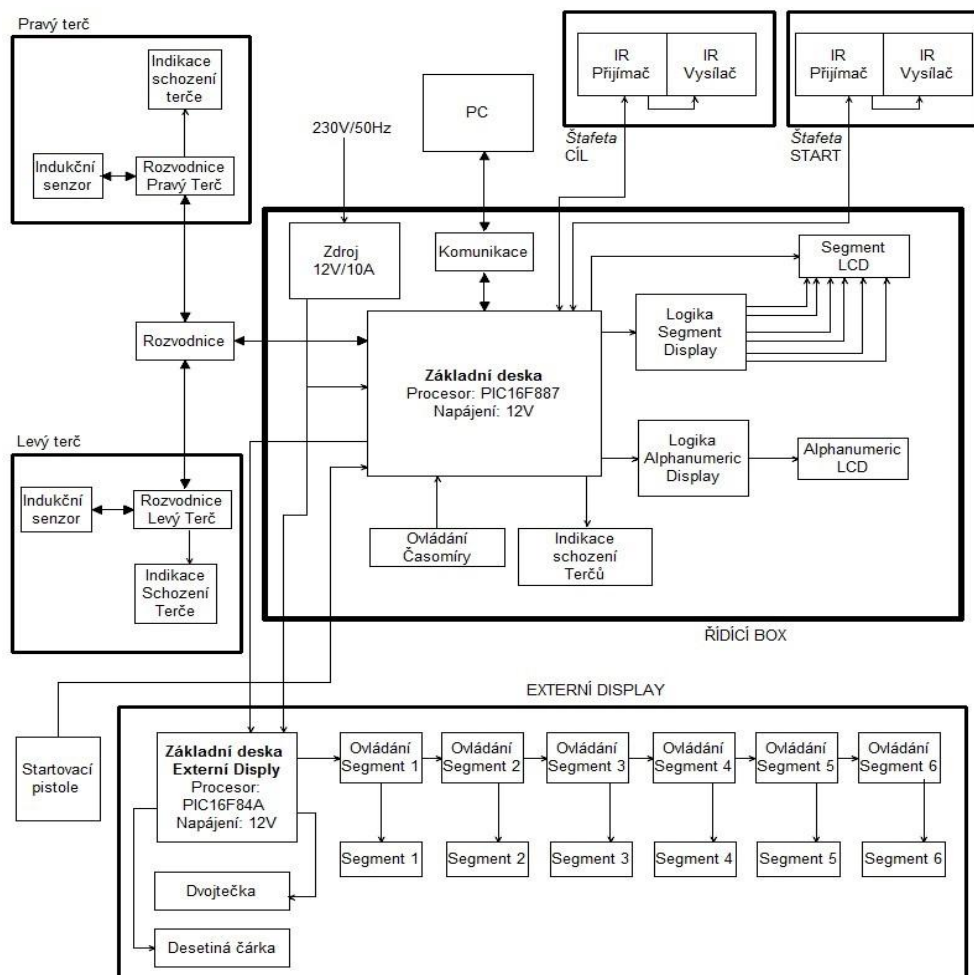 Pravý terč
Indikace
schození
terče
Indukční
senzor
Rozvodnice
Pravý Terč
230V/50Hz
PC
IR
Přijímač
IR
Vysílač
Štafeta
CÍL
IR
Přijímač
IR
Vysílač
Štafeta
START
Zdroj
12V/10A
Komunikace
Segment
LCD
Logika
Segment
Display
Rozvodnice
Základní deska
Procesor: PIC16F887
Napájení: 12V
Logika
Alphanumeric
Display
Alphanumeric
LCD
Levý terč
Indukční
senzor
Rozvodnice
Levý Terč
Indikace
Schození
Terče
Ovládání
Časomíry
Indikace
schození
Terčů
ŘÍDÍCÍ BOX
EXTERNÍ DISPLAY
Startovací
pistole
Základní deska
Externí Disply
Procesor:
PIC16F84A
Napájení: 12V
Ovládání
Segment 1
Ovládání
Segment 2
Ovládání
Segment 3
Ovládání
Segment 4
Ovládání
Segment 5
Ovládání
Segment 6
Segment 1
Segment 2
Segment 3
Segment 4
Segment 5
Segment 6
Dvojtečka
Desetiná čárka